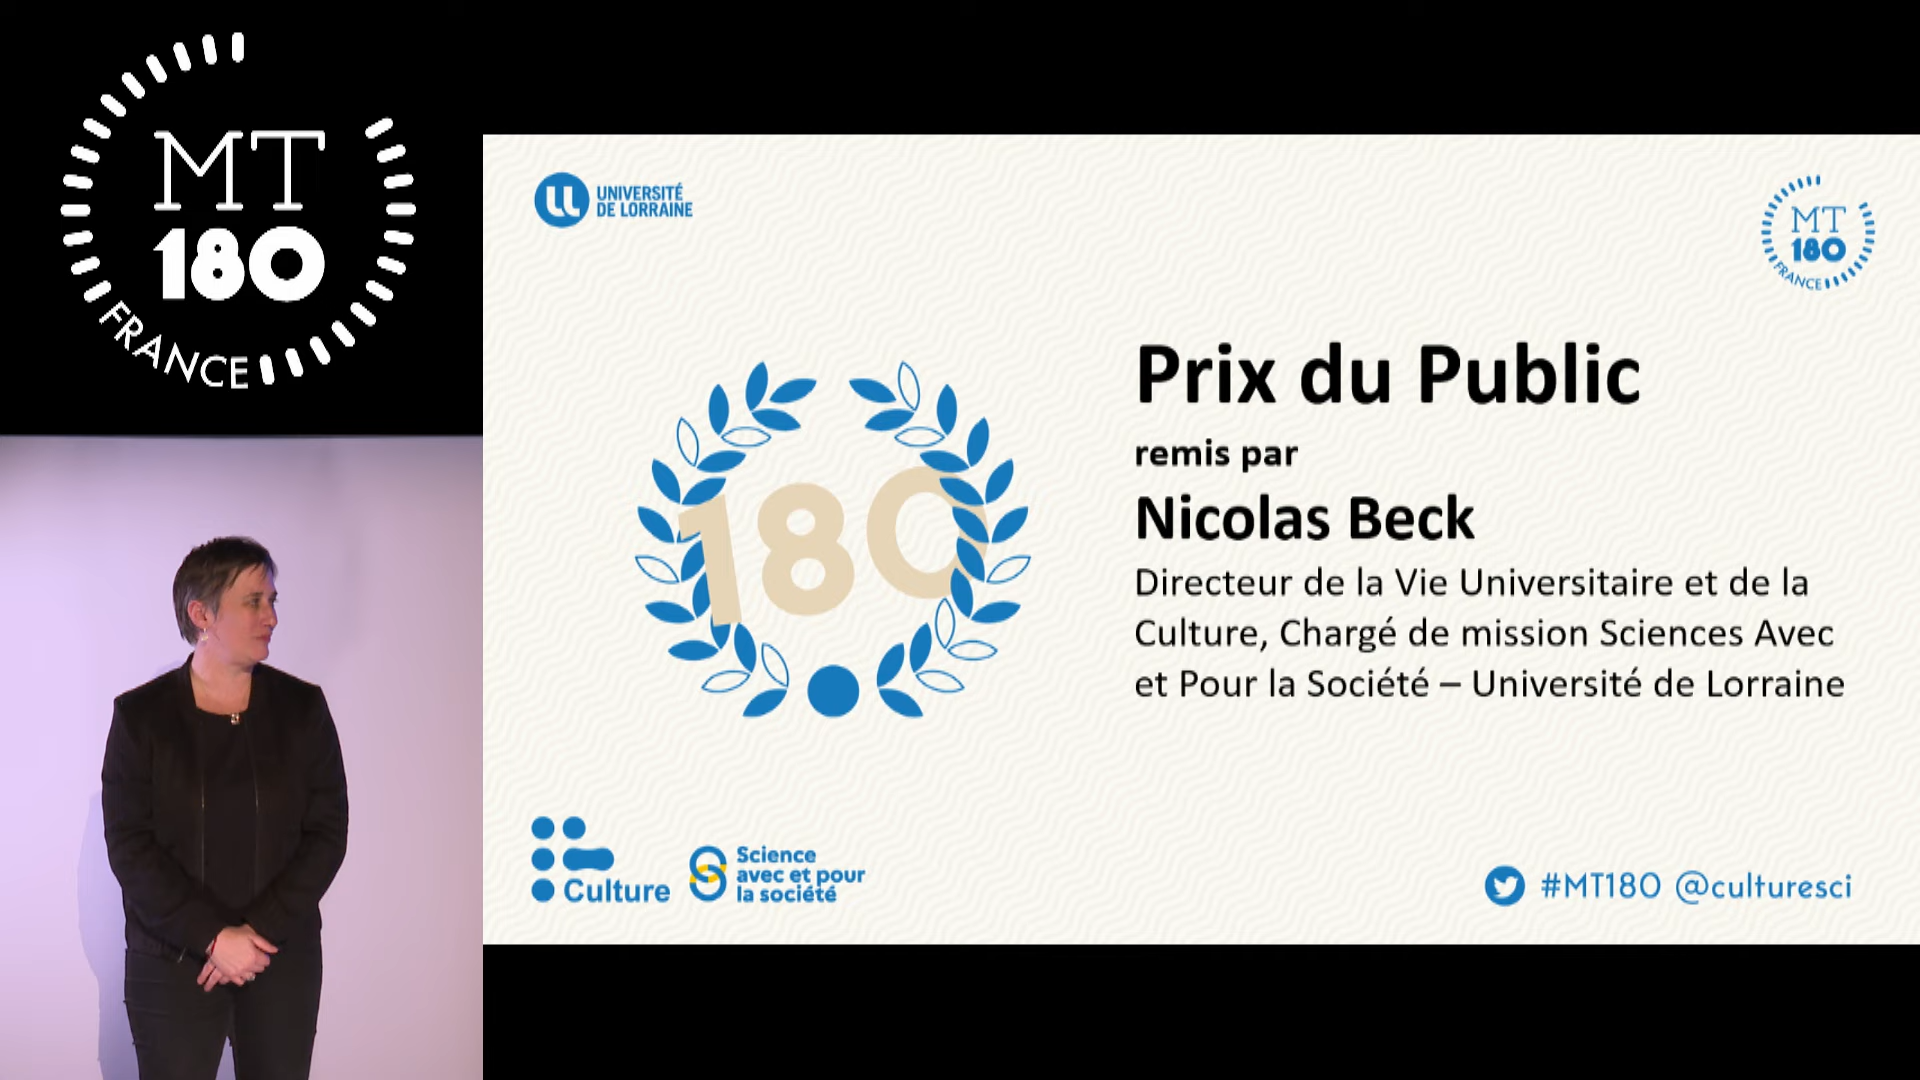 MT
180
FRANCE
UNIVERSITÉ
DE LORRAINE
MT
180
FRANCE
180
Prix du Public
remis par
Nicolas Beck
Directeur de la Vie Universitaire et de la
Culture, Chargé de mission Sciences Avec
et Pour la Société – Université de Lorraine
Culture
Science
avec et pour
la société
#MT180 @culturesci